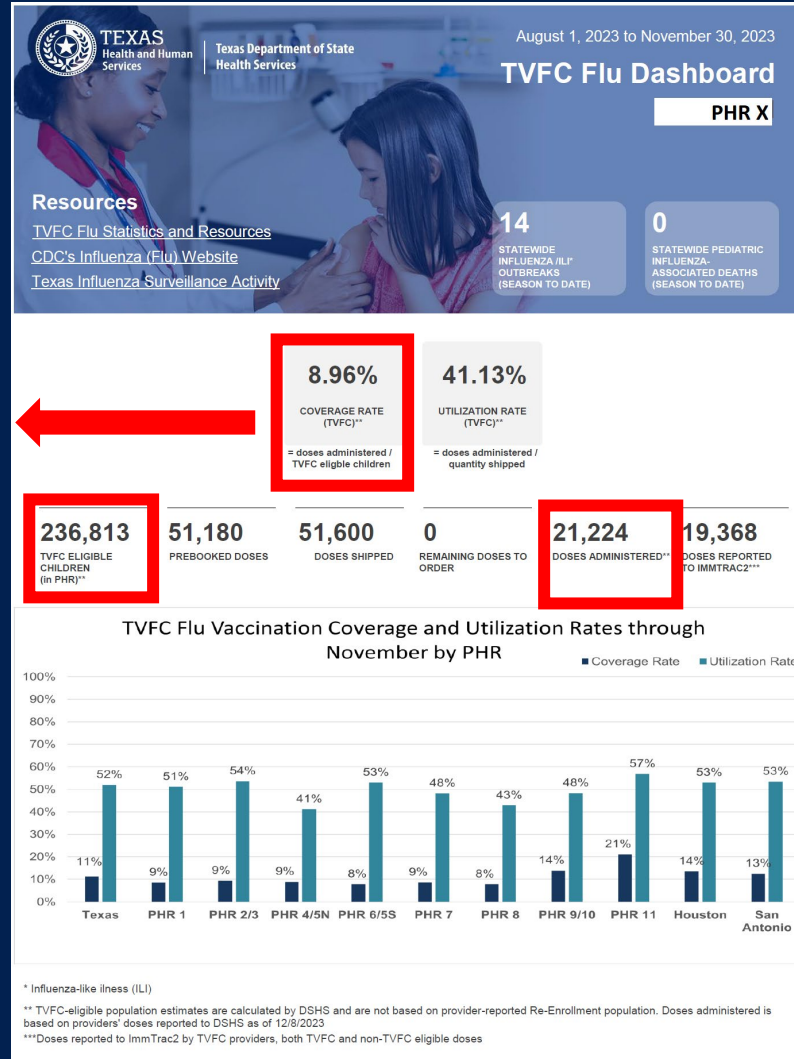 TEXAS
Health and Human
Services
Texas Department of State
Health Services
August 1, 2023 to November 30, 2023
TVFC Flu Dashboard
PHR X
Resources
TVFC Flu Statistics and Resources
CDC's Influenza (Flu) Website
Texas Influenza Surveillance Activity
14
STATEWIDE
INFLUENZA /ILI*
OUTBREAKS
(SEASON TO DATE)
0
STATEWIDE PEDIATRIC
INFLUENZA-
ASSOCIATED DEATHS
(SEASON TO DATE)
8.96%
COVERAGE RATE
(TVFC)**
= doses administered /
TVFC eligble children
41.13%
UTILIZATION RATE
(TVFC)**
= doses administered /
quantity shipped
236,813
TVFC ELIGIBLE
CHILDREN
(in PHR)**
51,180
PREBOOKED DOSES
51,600
DOSES SHIPPED
0
REMAINING DOSES TO
ORDER
21,224
DOSES ADMINISTERED**
19,368
DOSES REPORTED
TO IMMTRAC2***
TVFC Flu Vaccination Coverage and Utilization Rates through
November by PHR
Coverage Rate Utilization Rate
100%
90%
80%
70%
60%
50%
40%
30%
20%
10%
0%
11% 52%
9% 51%
9% 54%
9% 41%
8% 53%
9% 48%
8% 43%
14% 48%
21% 57%
14% 53%
13% 53%
Texas PHR 1 PHR 2/3 PHR 4/5N PHR 6/5S PHR 7 PHR 8 PHR 9/10 PHR 11 Houston San
Antonio
* Influenza-like ilness (ILI)
** TVFC-eligible population estimates are calculated by DSHS and are not based on provider-reported Re-Enrollment population. Doses administered is
based on providers' doses reported to DSHS as of 12/8/2023
***Doses reported to ImmTrac2 by TVFC providers, both TVFC and non-TVFC eligible doses